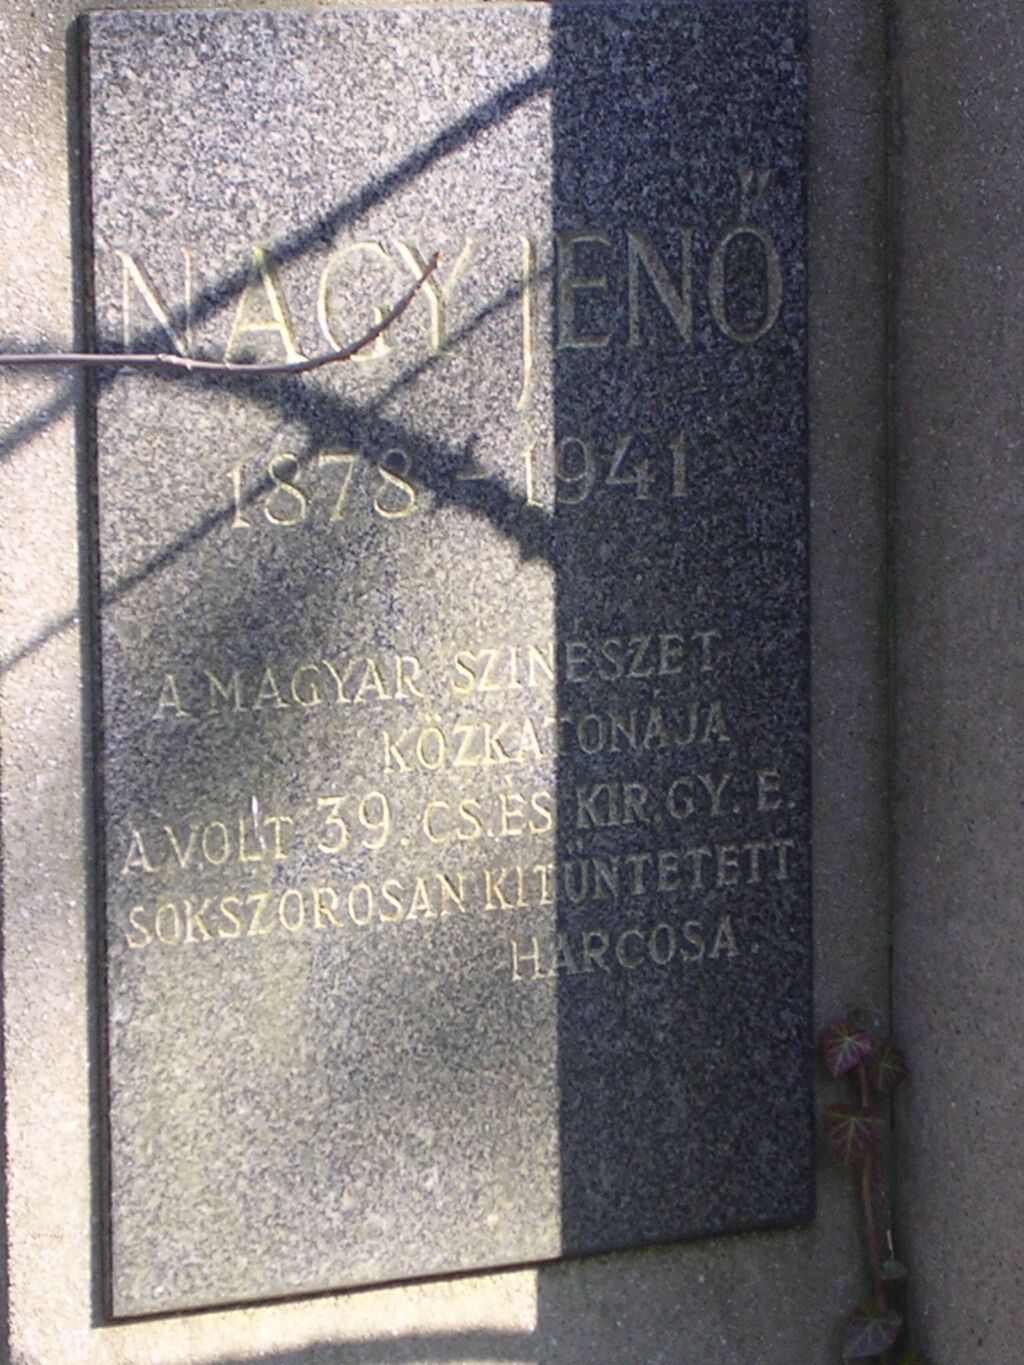 NAGY JENŐ
1878 – 1941
A MAGYAR SZINÉSZET
KÖZKATONÁJA
A VOLT 39. CS. ÉS KIR. GY. E.
SOKSZOROSAN KITÜNTETETT
HARCOSA.